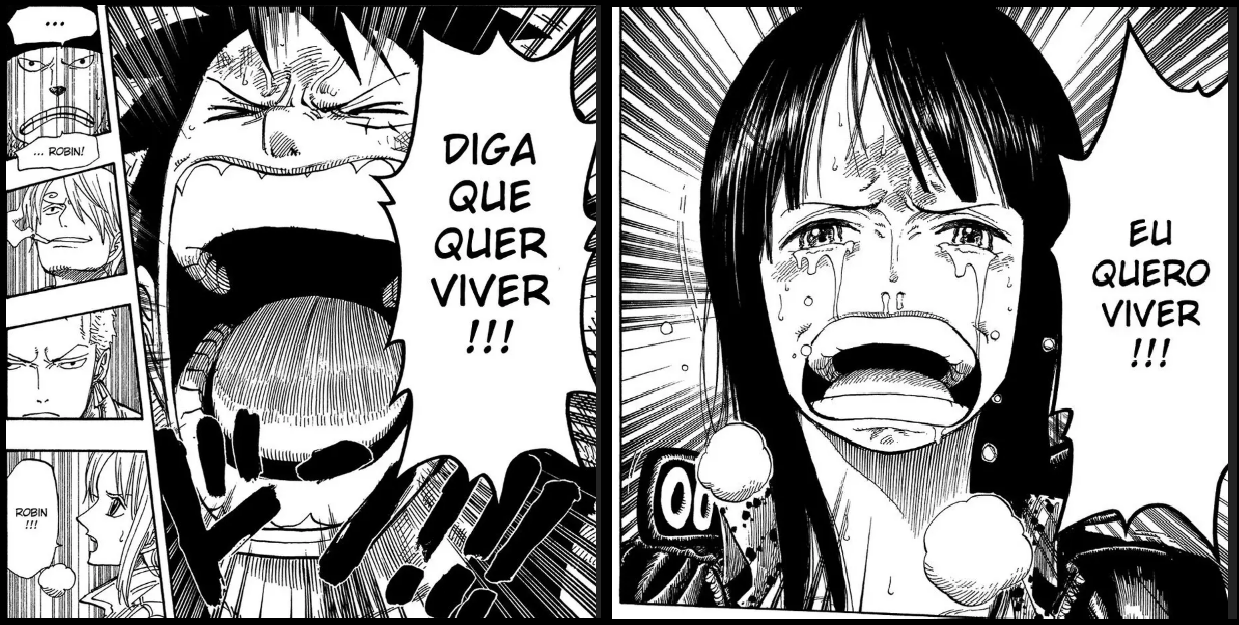 ...
... ROBIN!
ROBIN
!!!
DIGA
QUE
QUER
VIVER
!!!
EU
QUERO
VIVER
!!!